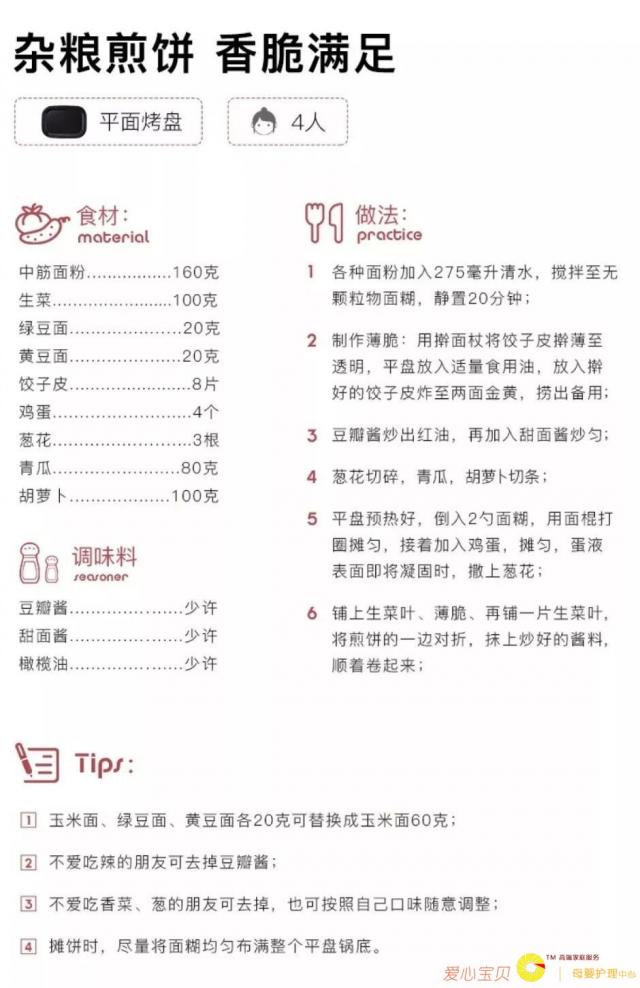 杂粮煎饼 香脆满足
平面烤盘
4人
食材:
material
中筋面粉.................160克
生菜........................100克
绿豆面......................20克
黄豆面......................20克
饺子皮........................8片
鸡蛋...........................4个
葱花...........................3根
青瓜.........................80克
胡萝卜....................100克
调味料
seasoner
豆瓣酱......................少许
甜面酱......................少许
橄榄油......................少许
做法:
practice
1 各种面粉加入275毫升清水，搅拌至无
颗粒物面糊，静置20分钟；
2 制作薄脆：用擀面杖将饺子皮擀薄至
透明，平盘放入适量食用油，放入擀
好的饺子皮炸至两面金黄，捞出备用；
3 豆瓣酱炒出红油，再加入甜面酱炒匀；
4 葱花切碎，青瓜，胡萝卜切条；
5 平盘预热好，倒入2勺面糊，用面棍打
圈摊匀，接着加入鸡蛋，摊匀，蛋液
表面即将凝固时，撒上葱花；
6 铺上生菜叶、薄脆、再铺一片生菜叶，
将煎饼的一边对折，抹上炒好的酱料，
顺着卷起来；
Tips:
1 玉米面、绿豆面、黄豆面各20克可替换成玉米面60克；
2 不爱吃辣的朋友可去掉豆瓣酱；
3 不爱吃香菜、葱的朋友可去掉，也可按照自己口味随意调整；
4 摊饼时，尽量将面糊均匀布满整个平盘锅底。
爱心宝贝
TM 高端家庭服务
母婴护理中心